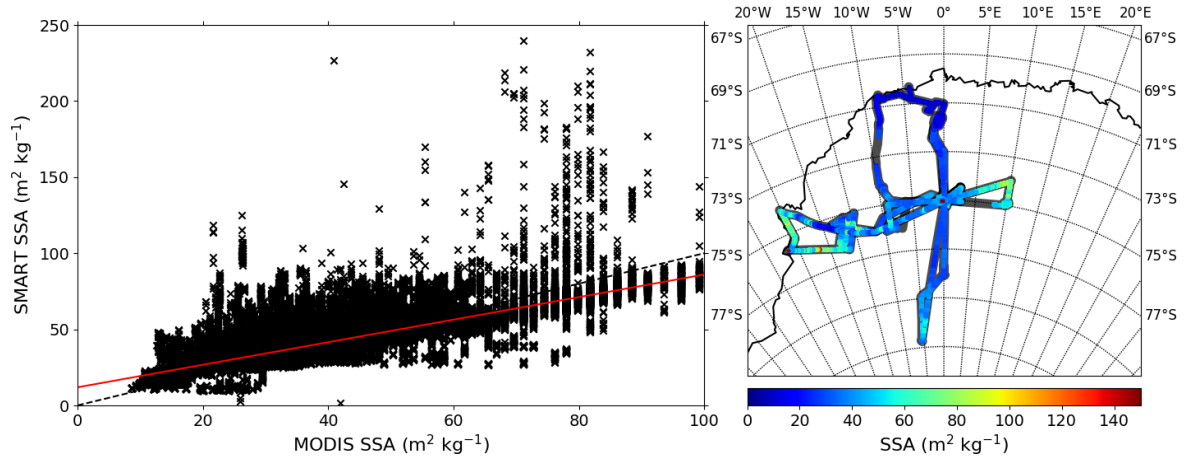 250
200
150
100
50
0
SMART SSA (m² kg⁻¹)
0 20 40 60 80 100
MODIS SSA (m² kg⁻¹)
20°W 15°W 10°W 5°W 0° 5°E 10°E 15°E 20°E
67°S 67°S
69°S 69°S
71°S 71°S
73°S 73°S
75°S 75°S
77°S 77°S
0 20 40 60 80 100 120 140
SSA (m² kg⁻¹)